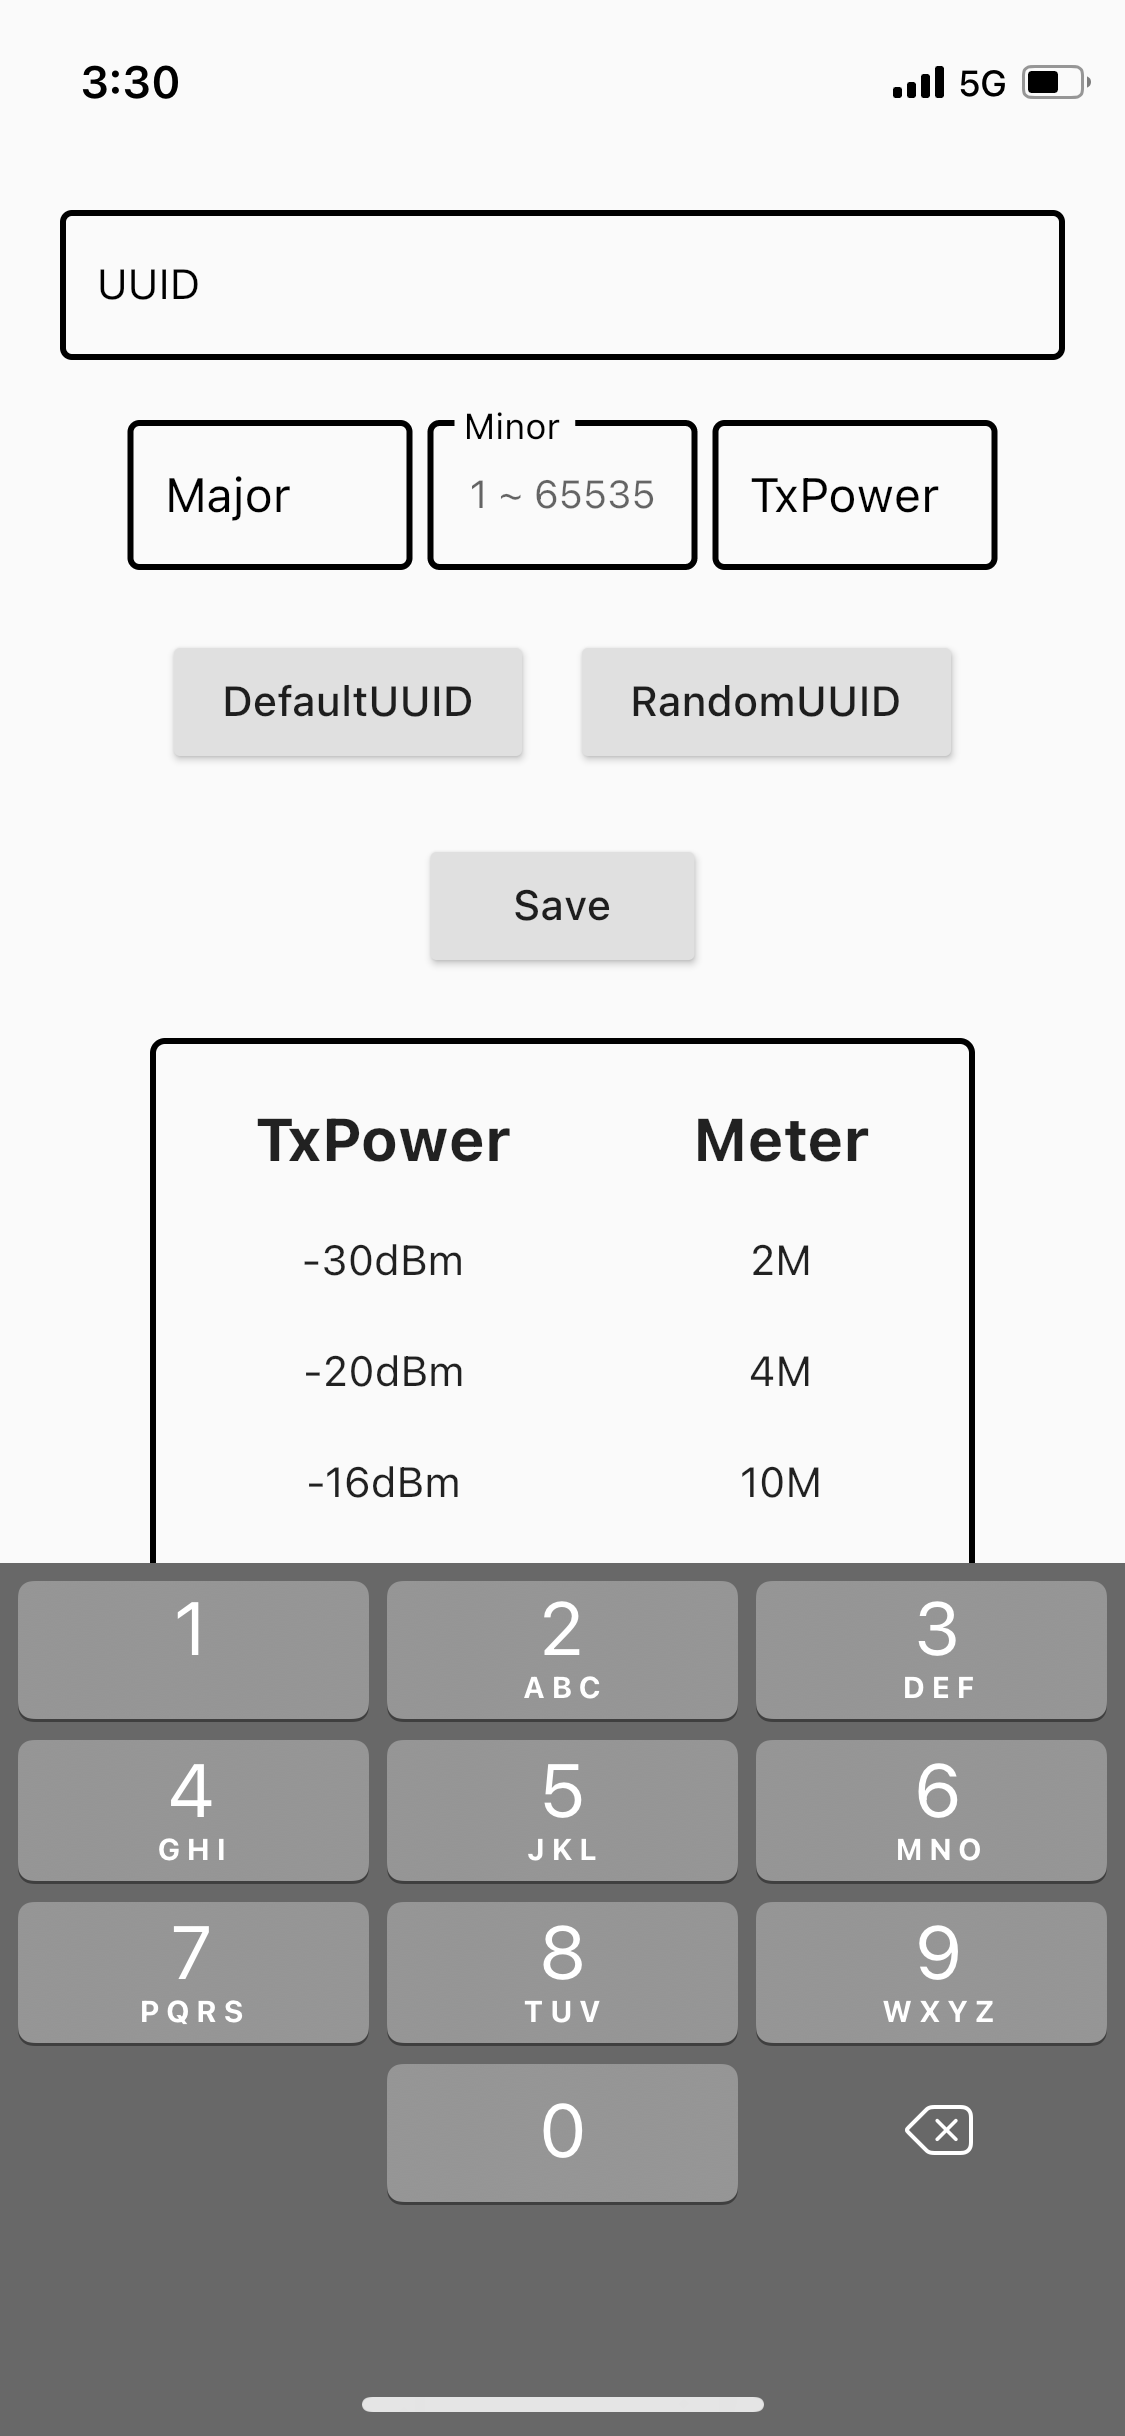 3:30 5G
UUID
Minor
Major 1 ~ 65535 TxPower
DefaultUUID RandomUUID
Save
TxPower Meter
-30dBm 2M
-20dBm 4M
-16dBm 10M
1 2 3
ABC DEF
4 5 6
GHI JKL MNO
7 8 9
PQRS TUV WXYZ
0